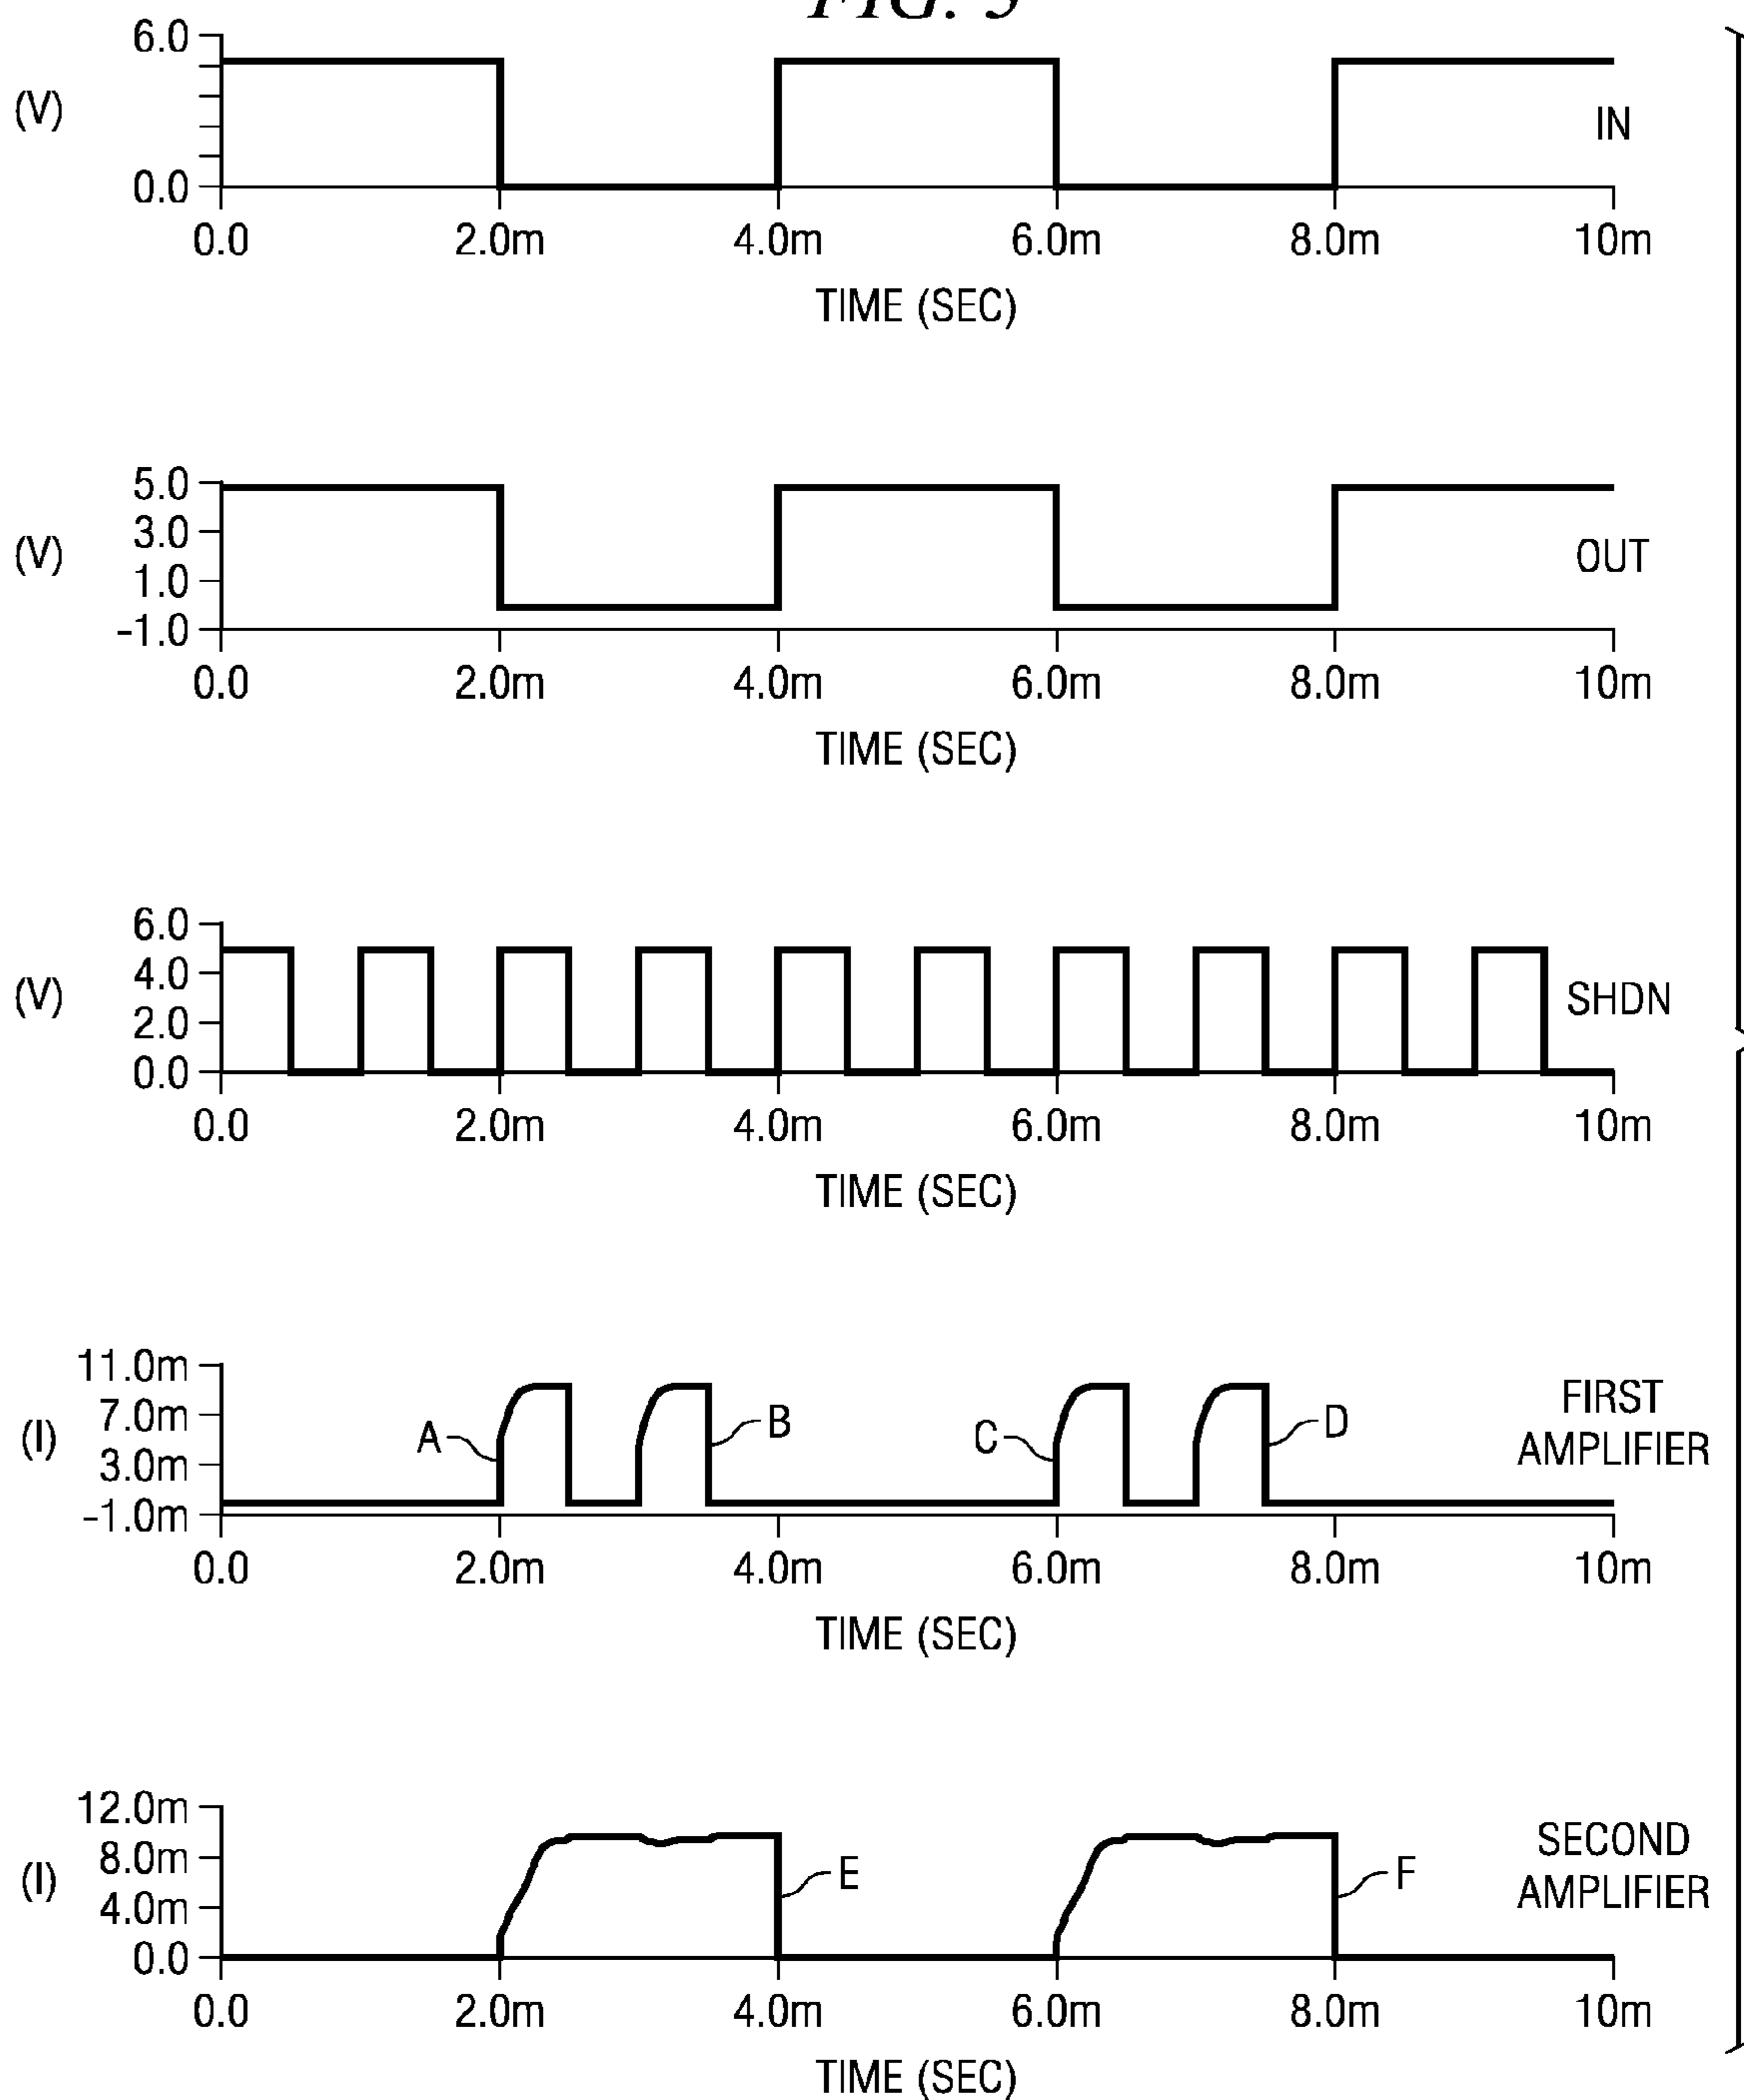 FIG.
6.0
(V)
IN
0.0
0.0 2.0m 4.0m 6.0m 8.0m 10m
TIME (SEC)
5.0
3.0
(V)
OUT
1.0
-1.0
0.0 2.0m 4.0m 6.0m 8.0m 10m
TIME (SEC)
6.0
4.0
(V)
SHDN
2.0
0.0
0.0 2.0m 4.0m 6.0m 8.0m 10m
TIME (SEC)
11.0m
7.0m
(I)
A B C D
FIRST
AMPLIFIER
3.0m
-1.0m
0.0 2.0m 4.0m 6.0m 8.0m 10m
TIME (SEC)
12.0m
8.0m
(I)
E F
SECOND
AMPLIFIER
4.0m
0.0
0.0 2.0m 4.0m 6.0m 8.0m 10m
TIME (SEC)